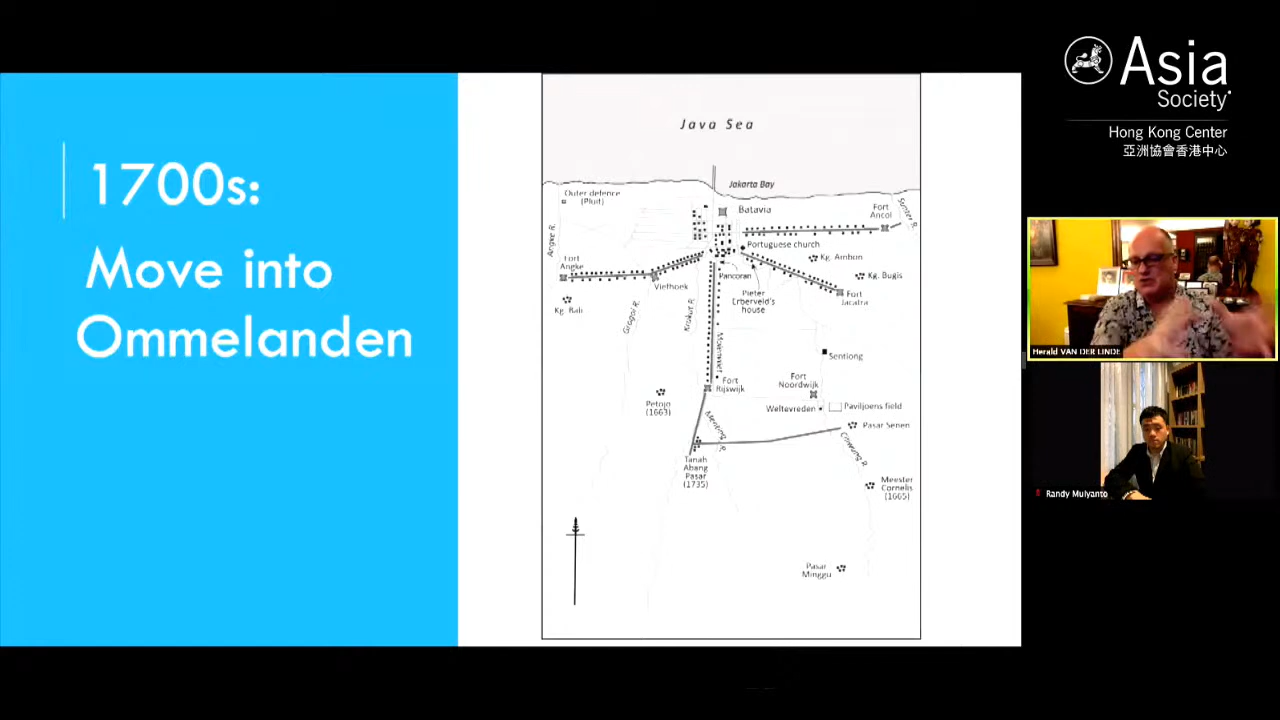 1700s:
Move into
Ommelanden
Java Sea
Jakarta Bay
Outer defence
(Pluit)
Batavia
Fort
Ancol
Sunter R.
Angke R.
Portuguese church
Fort
Angke
Kg. Ambon
Kg. Bugis
Pancoran
Viefhoek
Pieter
Erberveld's
house
Fort
Jacatra
Kg. Bali
Grogol R.
Krukut R.
Molenvliet
Sentiong
Fort
Rijswijk
Fort
Noordwijk
Petojo
(1663)
Weltevreden
Paviljoens field
Menteng R.
Pasar Senen
Ciliwung R.
Tanah
Abang
Pasar
(1735)
Meester
Cornelis
(1665)
Pasar
Minggu
Asia
Society
Hong Kong Center
亞洲協會香港中心
Herald VAN DER LINDE
Randy Mulyanto